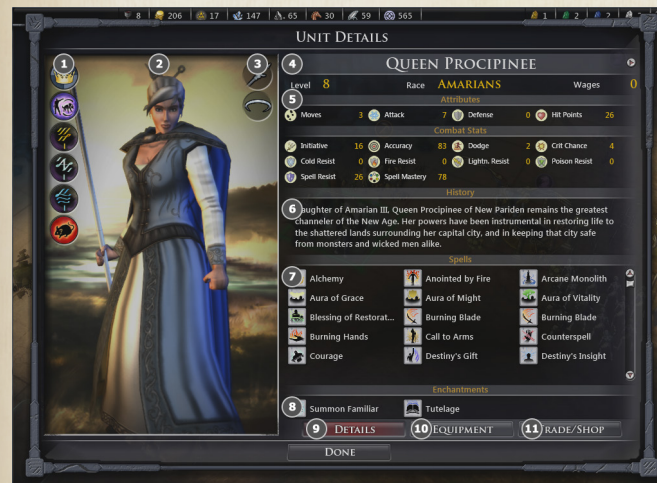 8 206 17 147 65 30 59 565 1 2 2
UNIT DETAILS
1 2 3 4 QUEEN PROCIPINEE
Level 8 Race AMARIANS Wages 0
5 Attributes
Moves 3 Attack 7 Defense 0 Hit Points 26
Combat Stats
Initiative 16 Accuracy 83 Dodge 2 Crit Chance 4
Cold Resist 0 Fire Resist 0 Lightn. Resist 0 Poison Resist 0
Spell Resist 26 Spell Mastery 78
History
6 Daughter of Amarian III, Queen Procipinee of New Pariden remains the greatest
channeler of the New Age. Her powers have been instrumental in restoring life to
the shattered lands surrounding her capital city, and in keeping that city safe
from monsters and wicked men alike.
Spells
7 Alchemy Anointed by Fire Arcane Monolith
Aura of Grace Aura of Might Aura of Vitality
Blessing of Restorat... Burning Blade Burning Blade
Burning Hands Call to Arms Counterspell
Courage Destiny's Gift Destiny's Insight
Enchantments
8 Summon Familiar Tutelage
9 DETAILS 10 EQUIPMENT 11 TRADE/SHOP
DONE